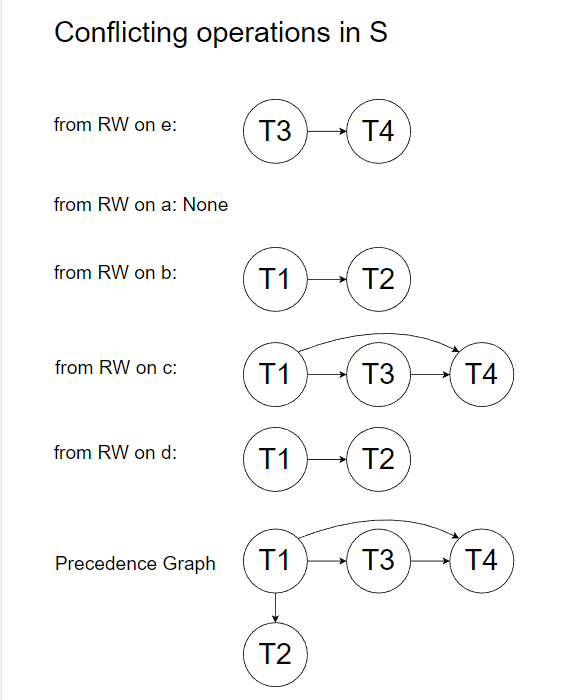 Conflicting operations in S
from RW on e: T3 T4
from RW on a: None
from RW on b: T1 T2
from RW on c: T1 T3 T4
from RW on d: T1 T2
Precedence Graph T1 T3 T4
T2